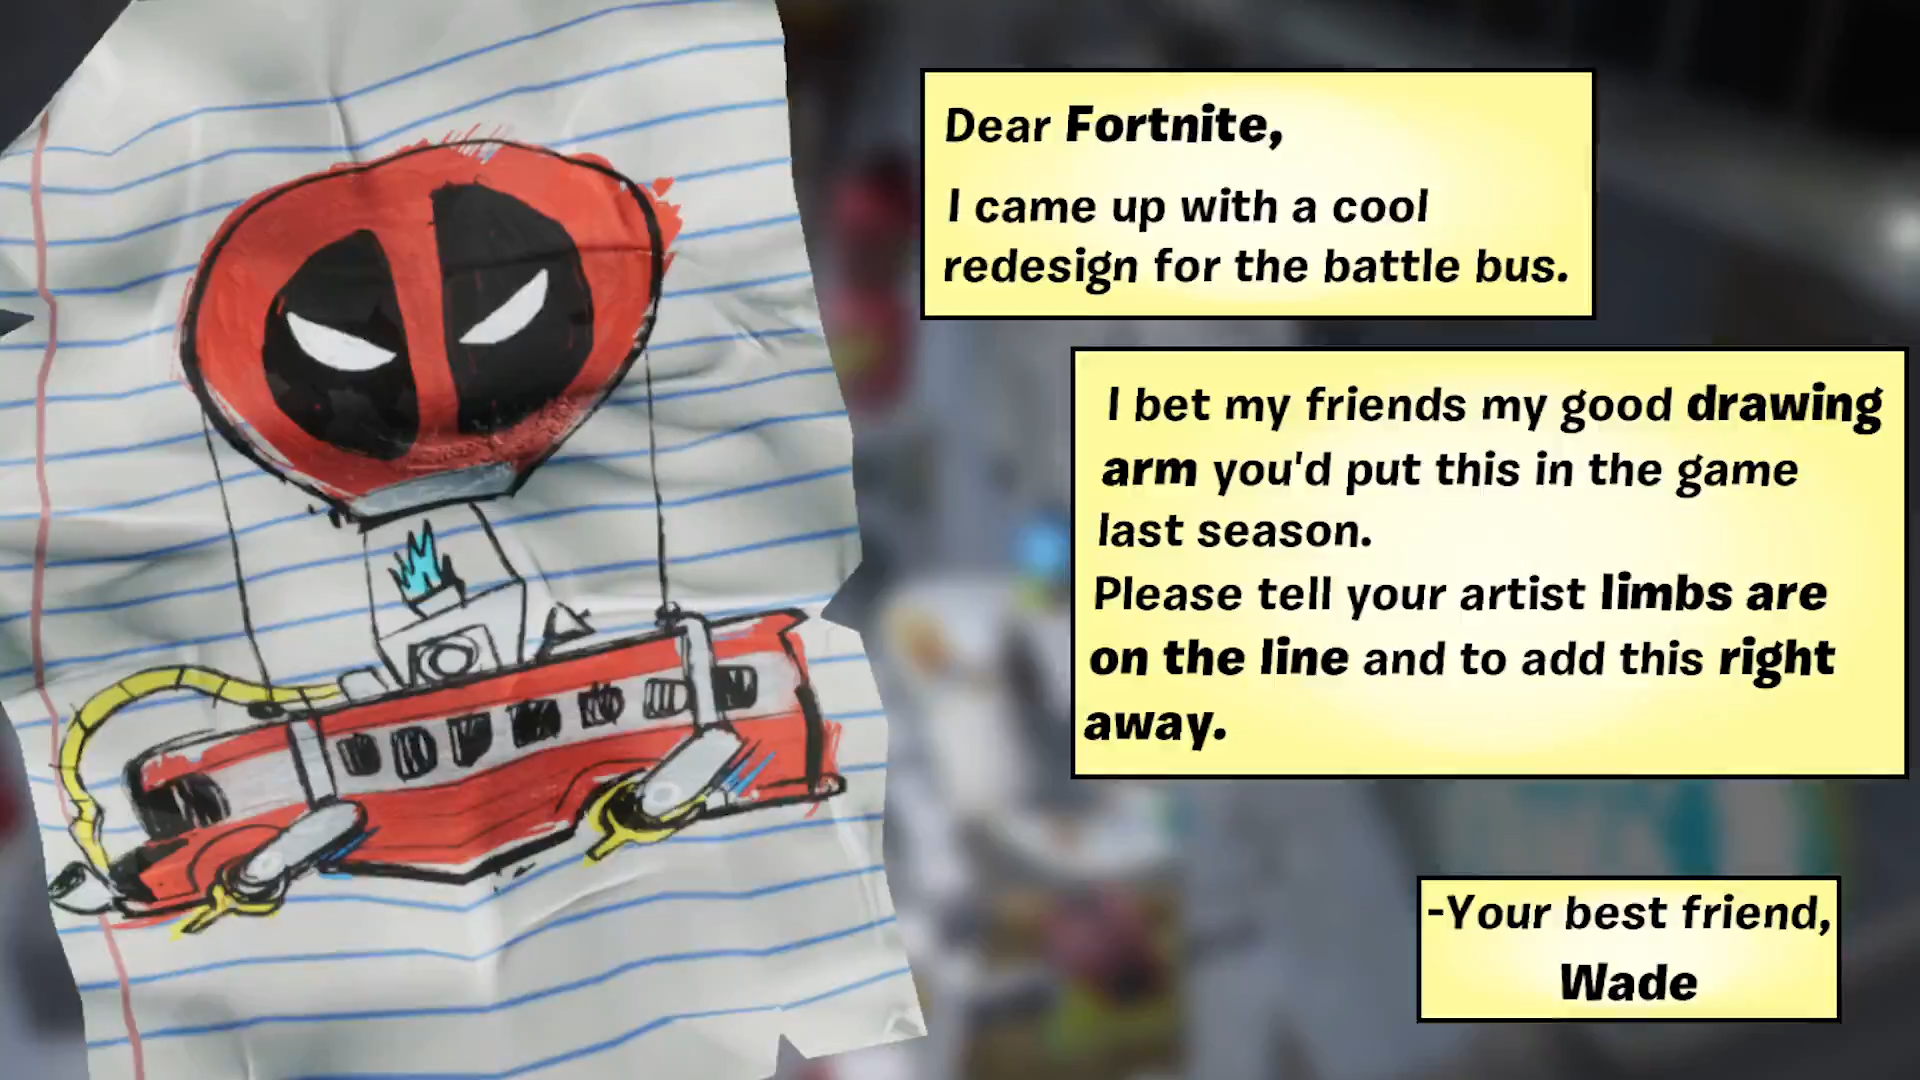 Dear Fortnite,
I came up with a cool
redesign for the battle bus.
I bet my friends my good drawing
arm you'd put this in the game
last season.
Please tell your artist limbs are
on the line and to add this right
away.
-Your best friend,
Wade